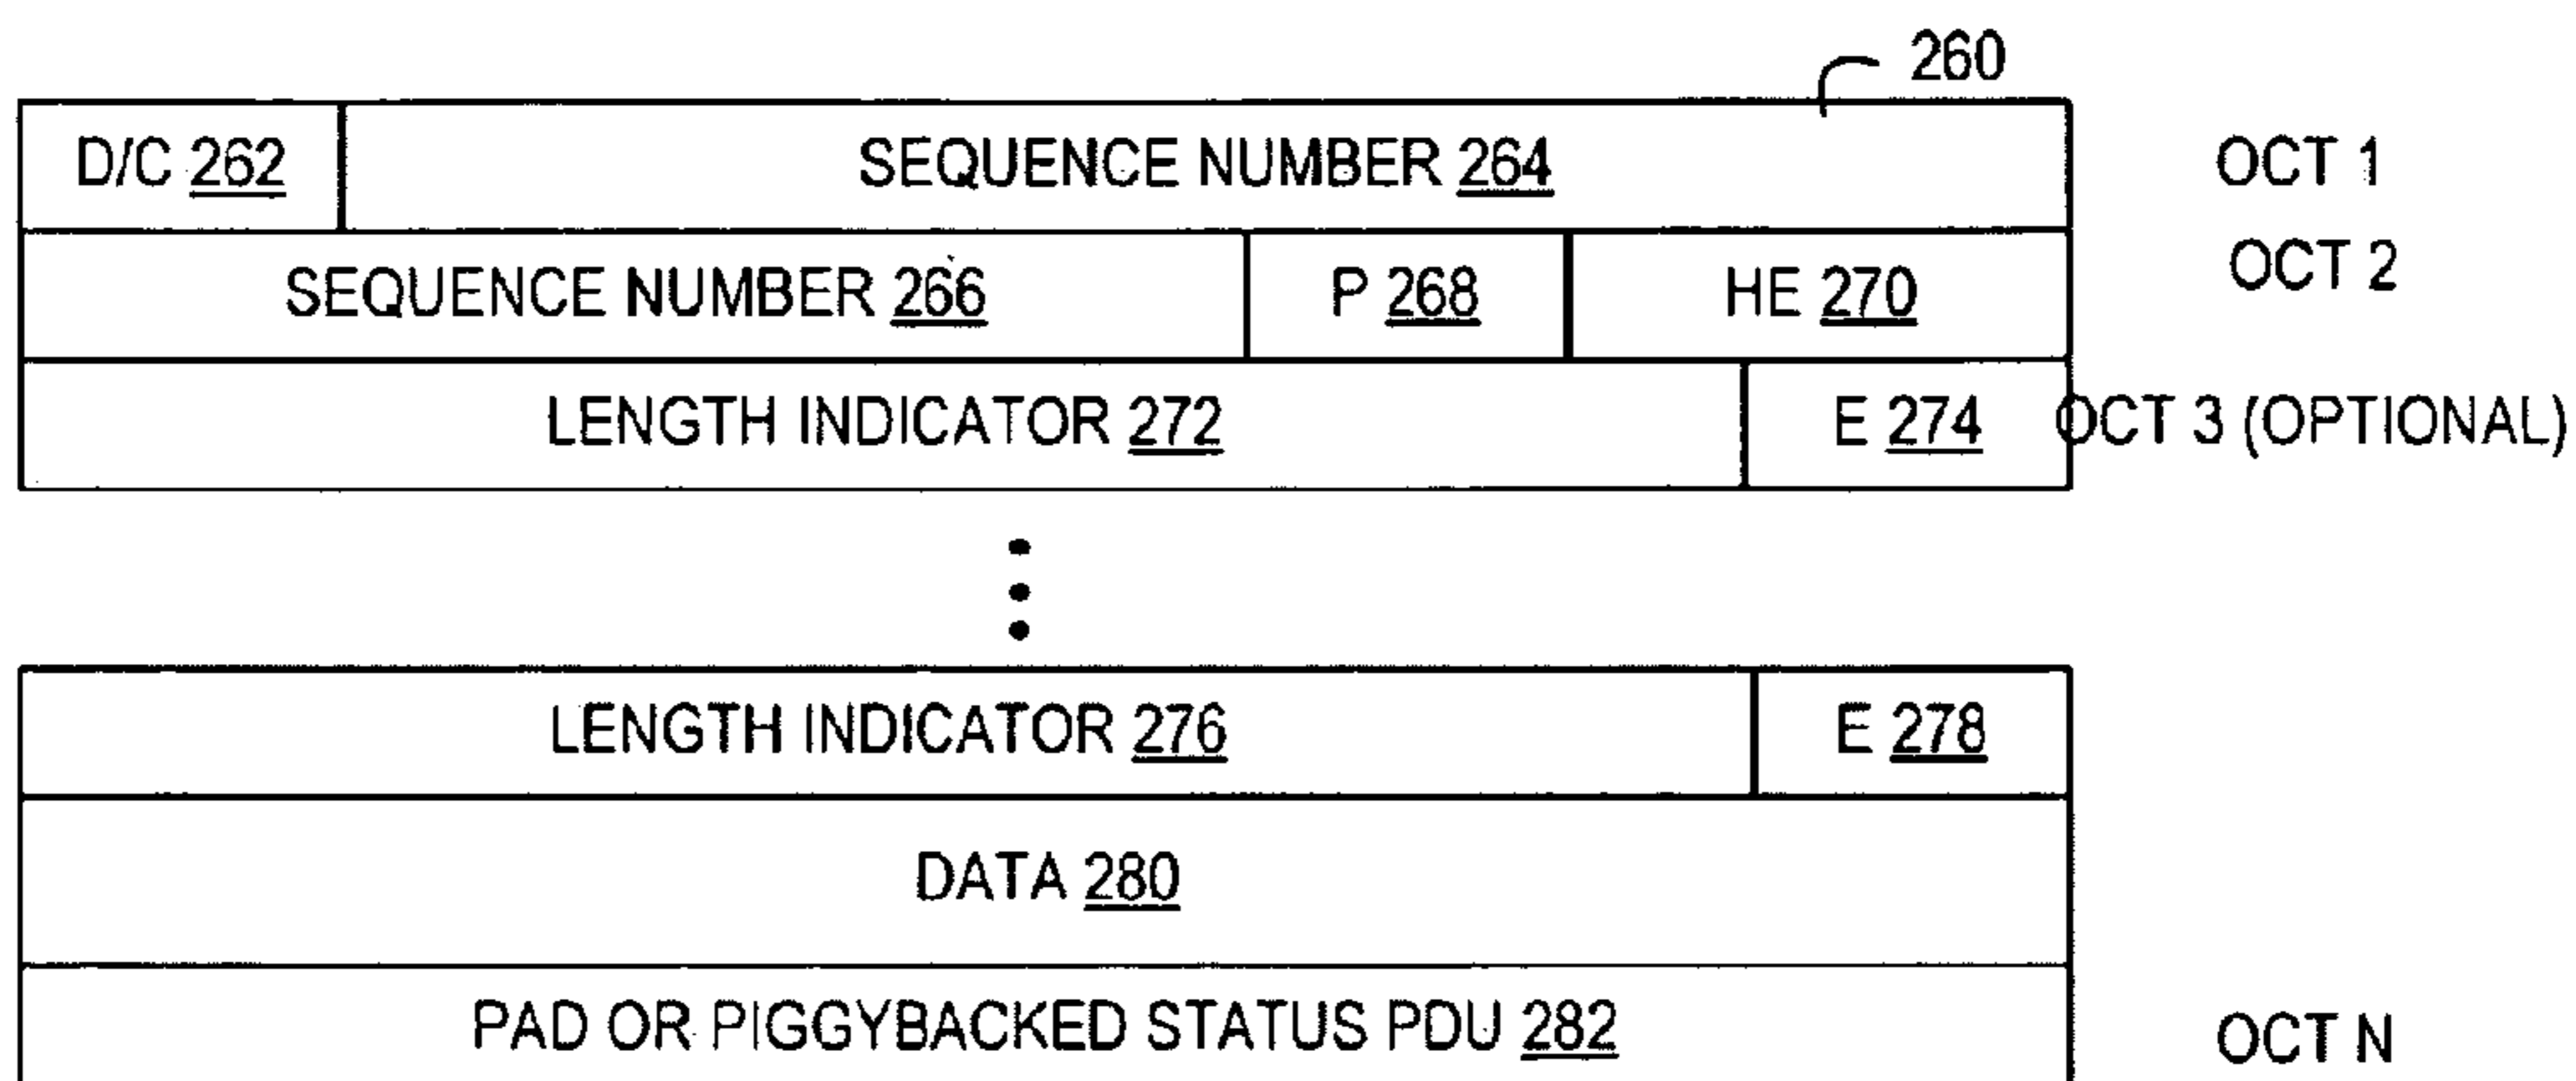 260
D/C 262 SEQUENCE NUMBER 264 OCT 1
SEQUENCE NUMBER 266 P 268 HE 270 OCT 2
LENGTH INDICATOR 272 E 274 OCT 3 (OPTIONAL)
LENGTH INDICATOR 276 E 278
DATA 280
PAD OR PIGGYBACKED STATUS PDU 282 OCT N